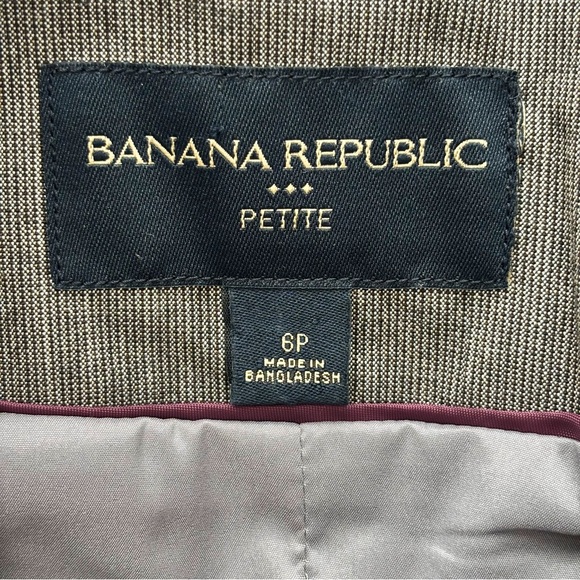 BANANA REPUBLIC
PETITE
6P
MADE IN
BANGLADESH